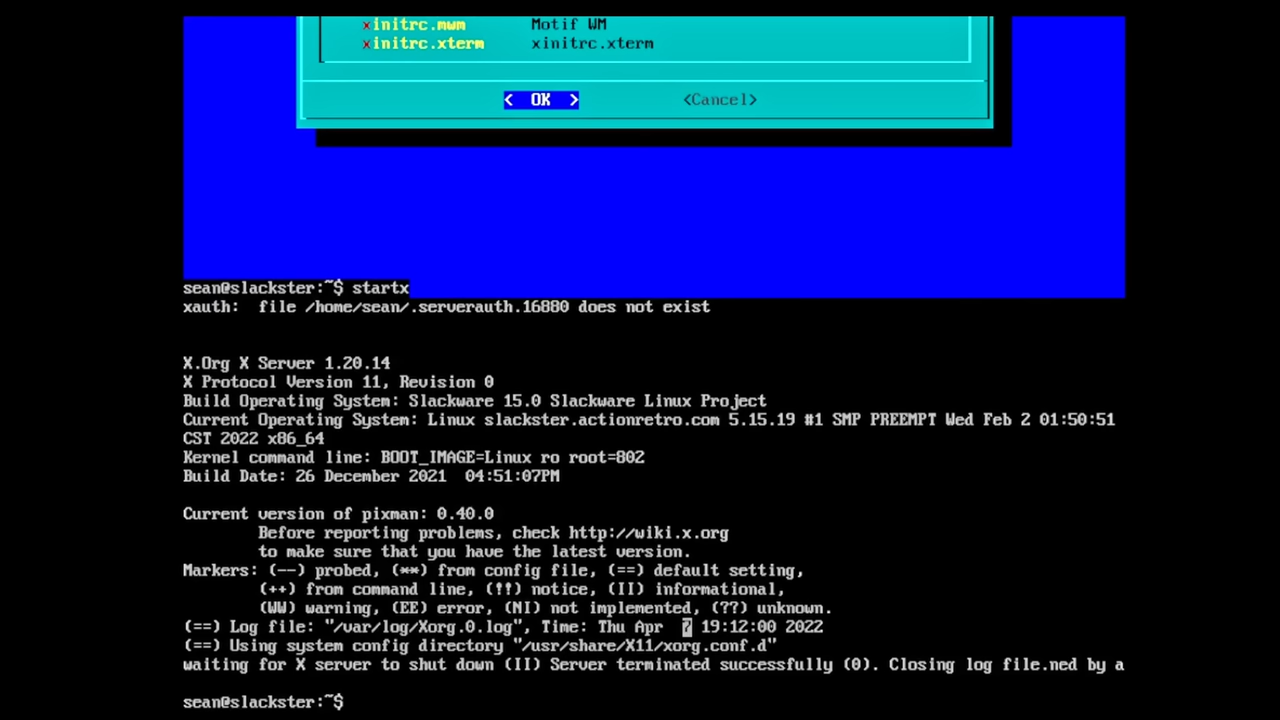 xinitrc.mwm Motif WM
xinitrc.xterm xinitrc.xterm
< OK > <Cancel>
sean@slackster:~$ startx
xauth:  file /home/sean/.serverauth.16880 does not exist
X.Org X Server 1.20.14
X Protocol Version 11, Revision 0
Build Operating System: Slackware 15.0 Slackware Linux Project
Current Operating System: Linux slackster.actionretro.com 5.15.19 #1 SMP PREEMPT Wed Feb 2 01:50:51
CST 2022 x86_64
Kernel command line: BOOT_IMAGE=Linux ro root=802
Build Date: 26 December 2021  04:51:07PM
Current version of pixman: 0.40.0
Before reporting problems, check http://wiki.x.org
to make sure that you have the latest version.
Markers: (--) probed, (**) from config file, (==) default setting,
(++) from command line, (!!) notice, (II) informational,
(WW) warning, (EE) error, (NI) not implemented, (??) unknown.
(==) Log file: "/var/log/Xorg.0.log", Time: Thu Apr  7 19:12:00 2022
(==) Using system config directory "/usr/share/X11/xorg.conf.d"
waiting for X server to shut down (II) Server terminated successfully (0). Closing log file.ned by a
sean@slackster:~$